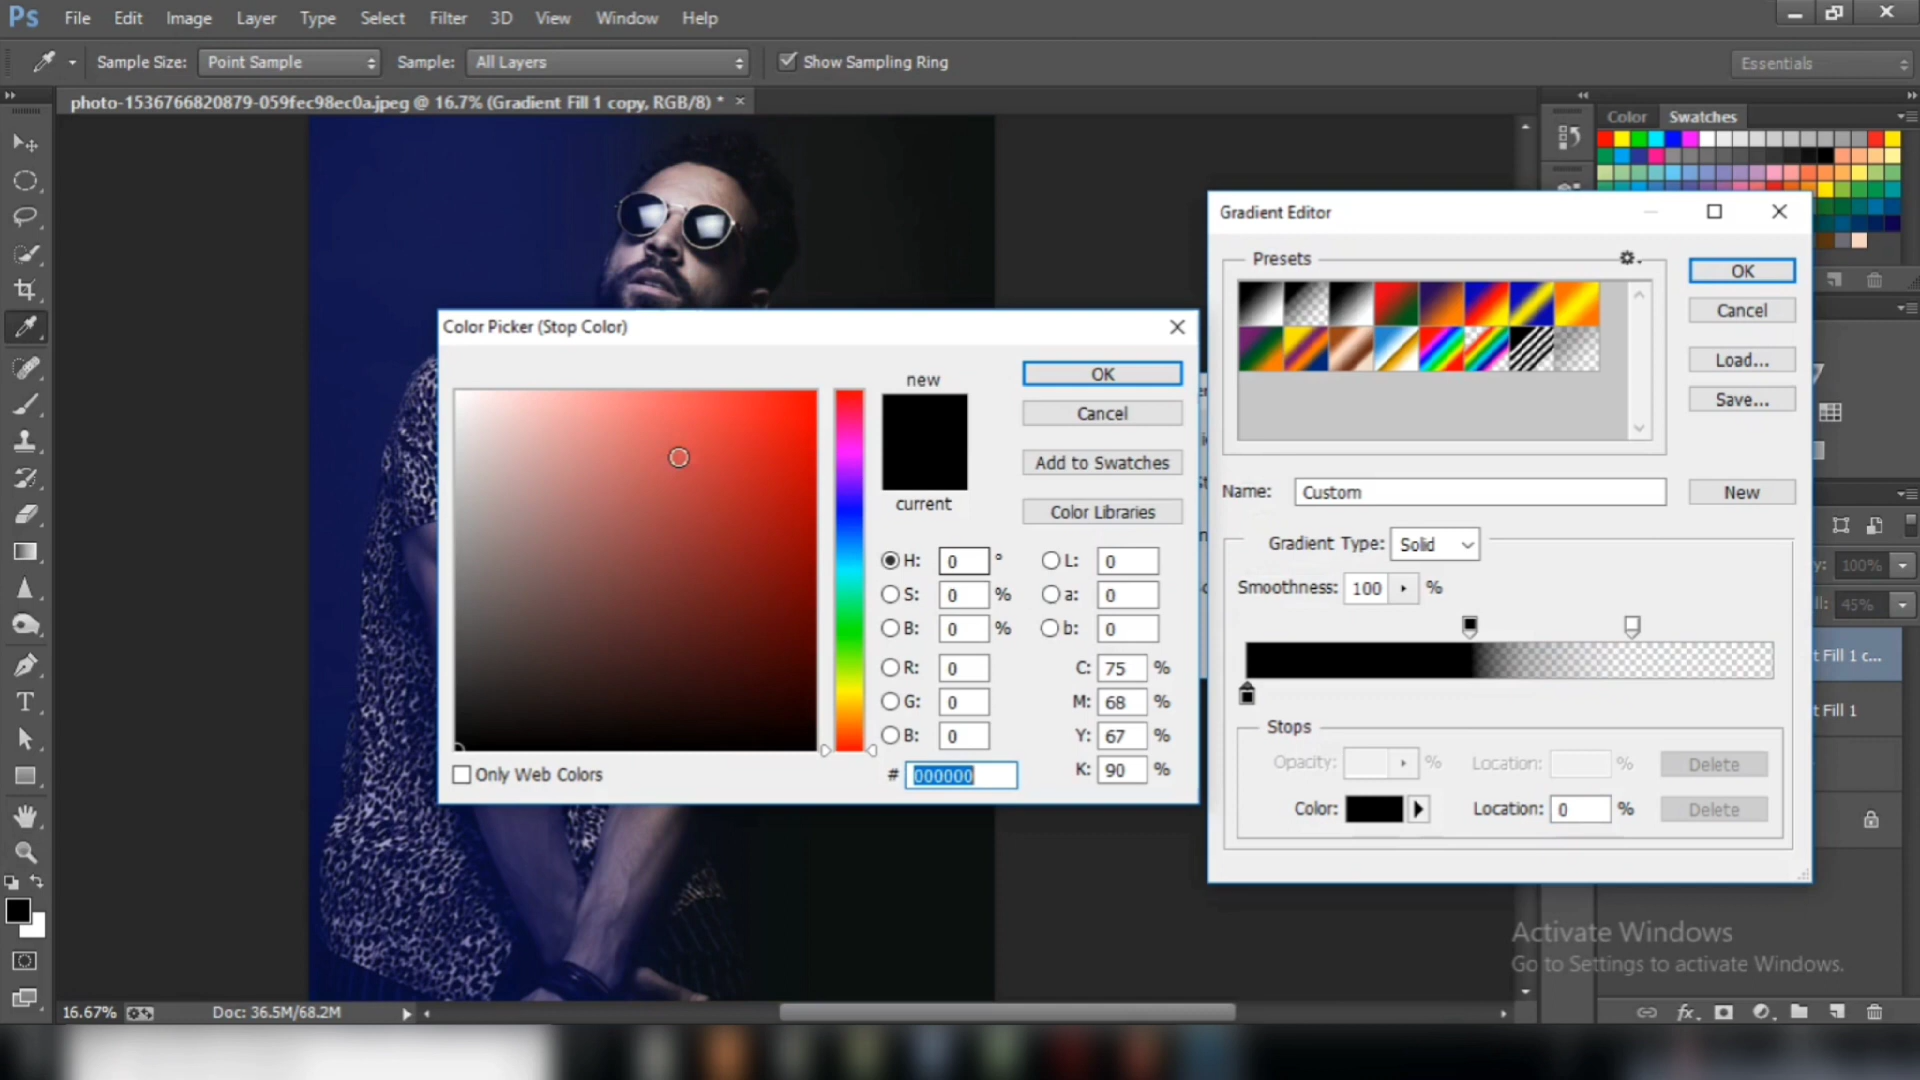 Ps File Edit Image Layer Type Select Filter 3D View Window Help
Sample Size: Point Sample Sample: All Layers Show Sampling Ring Essentials
photo-1536766820879-059fec98ec0a.jpeg @ 16.7% (Gradient Fill 1 copy, RGB/8) *
Color Swatches
Gradient Editor
Presets
OK
Cancel
Load...
Save...
Name: Custom New
Gradient Type: Solid
Smoothness: 100 %
Stops
Opacity: % Location: % Delete
Color: Location: 0 % Delete
Color Picker (Stop Color)
new
current
OK
Cancel
Add to Swatches
Color Libraries
H: 0 ° L: 0
S: 0 % a: 0
B: 0 % b: 0
R: 0 C: 75 %
G: 0 M: 68 %
B: 0 Y: 67 %
K: 90 %
Only Web Colors # 000000
100%
45%
t Fill 1 c...
t Fill 1
Activate Windows
Go to Settings to activate Windows.
16.67% Doc: 36.5M/68.2M
fx